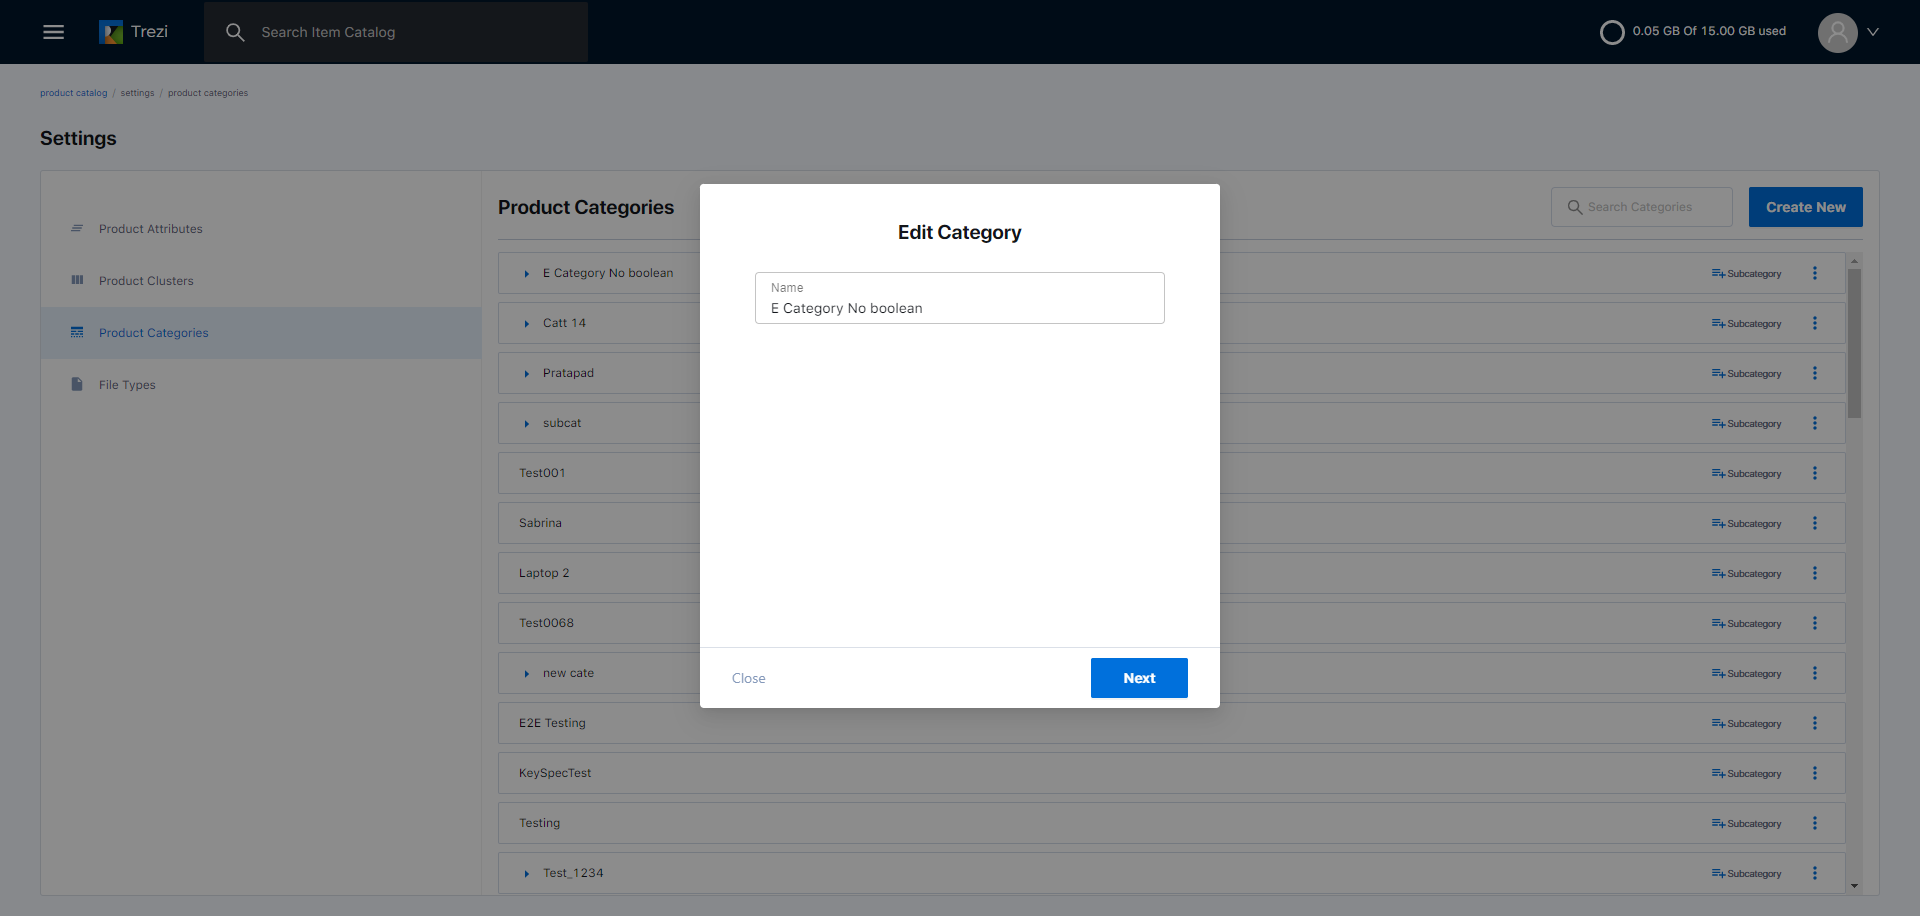 Trezi
Search Item Catalog
0.05 GB Of 15.00 GB used
product catalog / settings / product categories
Settings
Product Attributes
Product Clusters
Product Categories
File Types
Product Categories
Search Categories
Create New
E Category No boolean
Subcategory
Catt 14
Subcategory
Pratapad
Subcategory
subcat
Subcategory
Test001
Subcategory
Sabrina
Subcategory
Laptop 2
Subcategory
Test0068
Subcategory
new cate
Subcategory
E2E Testing
Subcategory
KeySpecTest
Subcategory
Testing
Subcategory
Test_1234
Subcategory
Edit Category
Name
E Category No boolean
Close
Next